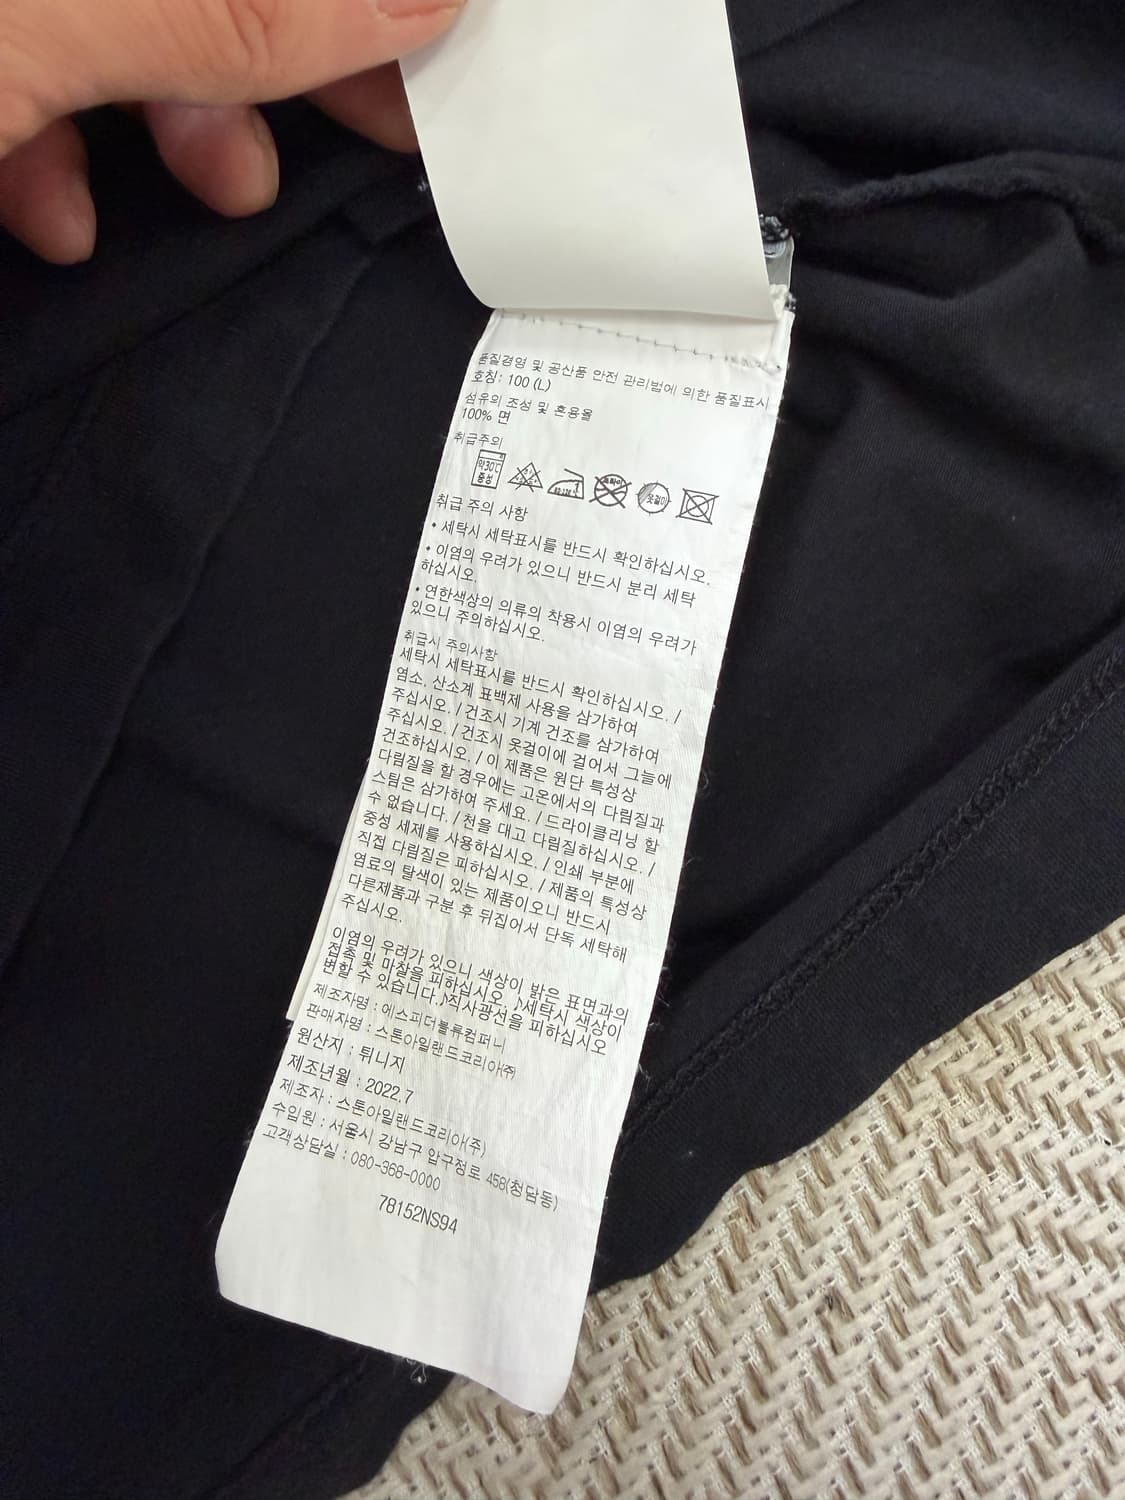 품질경영 및 공산품 안전 관리법에 의한 품질표시
호칭: 100 (L)
섬유의 조성 및 혼용율
100% 면
취급주의
약30℃
중성
드라이
옷걸이
취급 주의 사항
• 세탁시 세탁표시를 반드시 확인하십시오.
• 이염의 우려가 있으니 반드시 분리 세탁
하십시오.
• 연한색상의 의류의 착용시 이염의 우려가
있으니 주의하십시오.
취급시 주의사항
세탁시 세탁표시를 반드시 확인하십시오. /
염소, 산소계 표백제 사용을 삼가하여
주십시오. / 건조시 기계 건조를 삼가하여
주십시오. / 건조시 옷걸이에 걸어서 그늘에
건조하십시오. / 이 제품은 원단 특성상
다림질을 할 경우에는 고온에서의 다림질과
스팀은 삼가하여 주세요. / 드라이클리닝 할
수 없습니다. / 천을 대고 다림질하십시오. /
중성 세제를 사용하십시오. / 인쇄 부분에
직접 다림질은 피하십시오. / 제품의 특성상
염료의 탈색이 있는 제품이오니 반드시
다른제품과 구분 후 뒤집어서 단독 세탁해
주십시오.
이염의 우려가 있으니 색상이 밝은 표면과의
접촉 및 마찰을 피하십시오. 세탁시 색상이
변할 수 있습니다. 직사광선을 피하십시오
제조자명 : 에스피더블류컴퍼니
판매자명 : 스톤아일랜드코리아(주)
원산지 : 튀니지
제조년월 : 2022.7
제조자 : 스톤아일랜드코리아(주)
수입원 : 서울시 강남구 압구정로 458(청담동)
고객상담실 : 080-368-0000
78152NS94